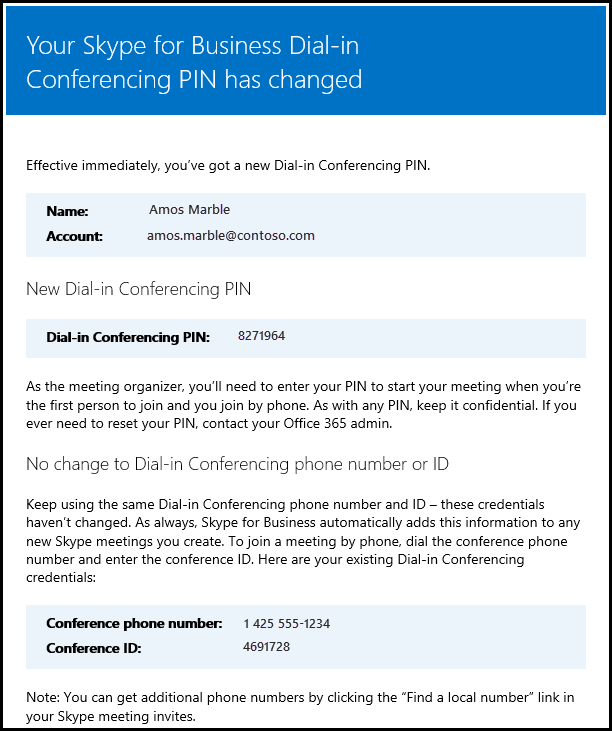 Your Skype for Business Dial-in
Conferencing PIN has changed
Effective immediately, you’ve got a new Dial-in Conferencing PIN.
Name: Amos Marble
Account: amos.marble@contoso.com
New Dial-in Conferencing PIN
Dial-in Conferencing PIN: 8271964
As the meeting organizer, you’ll need to enter your PIN to start your meeting when you’re
the first person to join and you join by phone. As with any PIN, keep it confidential. If you
ever need to reset your PIN, contact your Office 365 admin.
No change to Dial-in Conferencing phone number or ID
Keep using the same Dial-in Conferencing phone number and ID – these credentials
haven’t changed. As always, Skype for Business automatically adds this information to any
new Skype meetings you create. To join a meeting by phone, dial the conference phone
number and enter the conference ID. Here are your existing Dial-in Conferencing
credentials:
Conference phone number: 1 425 555-1234
Conference ID: 4691728
Note: You can get additional phone numbers by clicking the “Find a local number” link in
your Skype meeting invites.